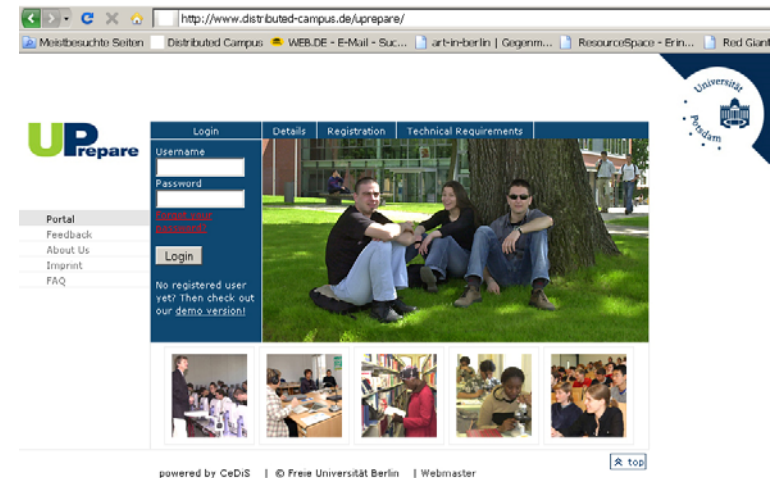 http://www.distributed-campus.de/uprepare/
Meistbesuchte Seiten Distributed Campus WEB.DE - E-Mail - Suc... art-in-berlin | Gegenm... ResourceSpace - Erin... Red Giant
Universität Potsdam
UPrepare
Login Details Registration Technical Requirements
Username
Password
Forgot your
password?
Login
No registered user
yet? Then check out
our demo version!
Portal
Feedback
About Us
Imprint
FAQ
top
powered by CeDiS | © Freie Universität Berlin | Webmaster